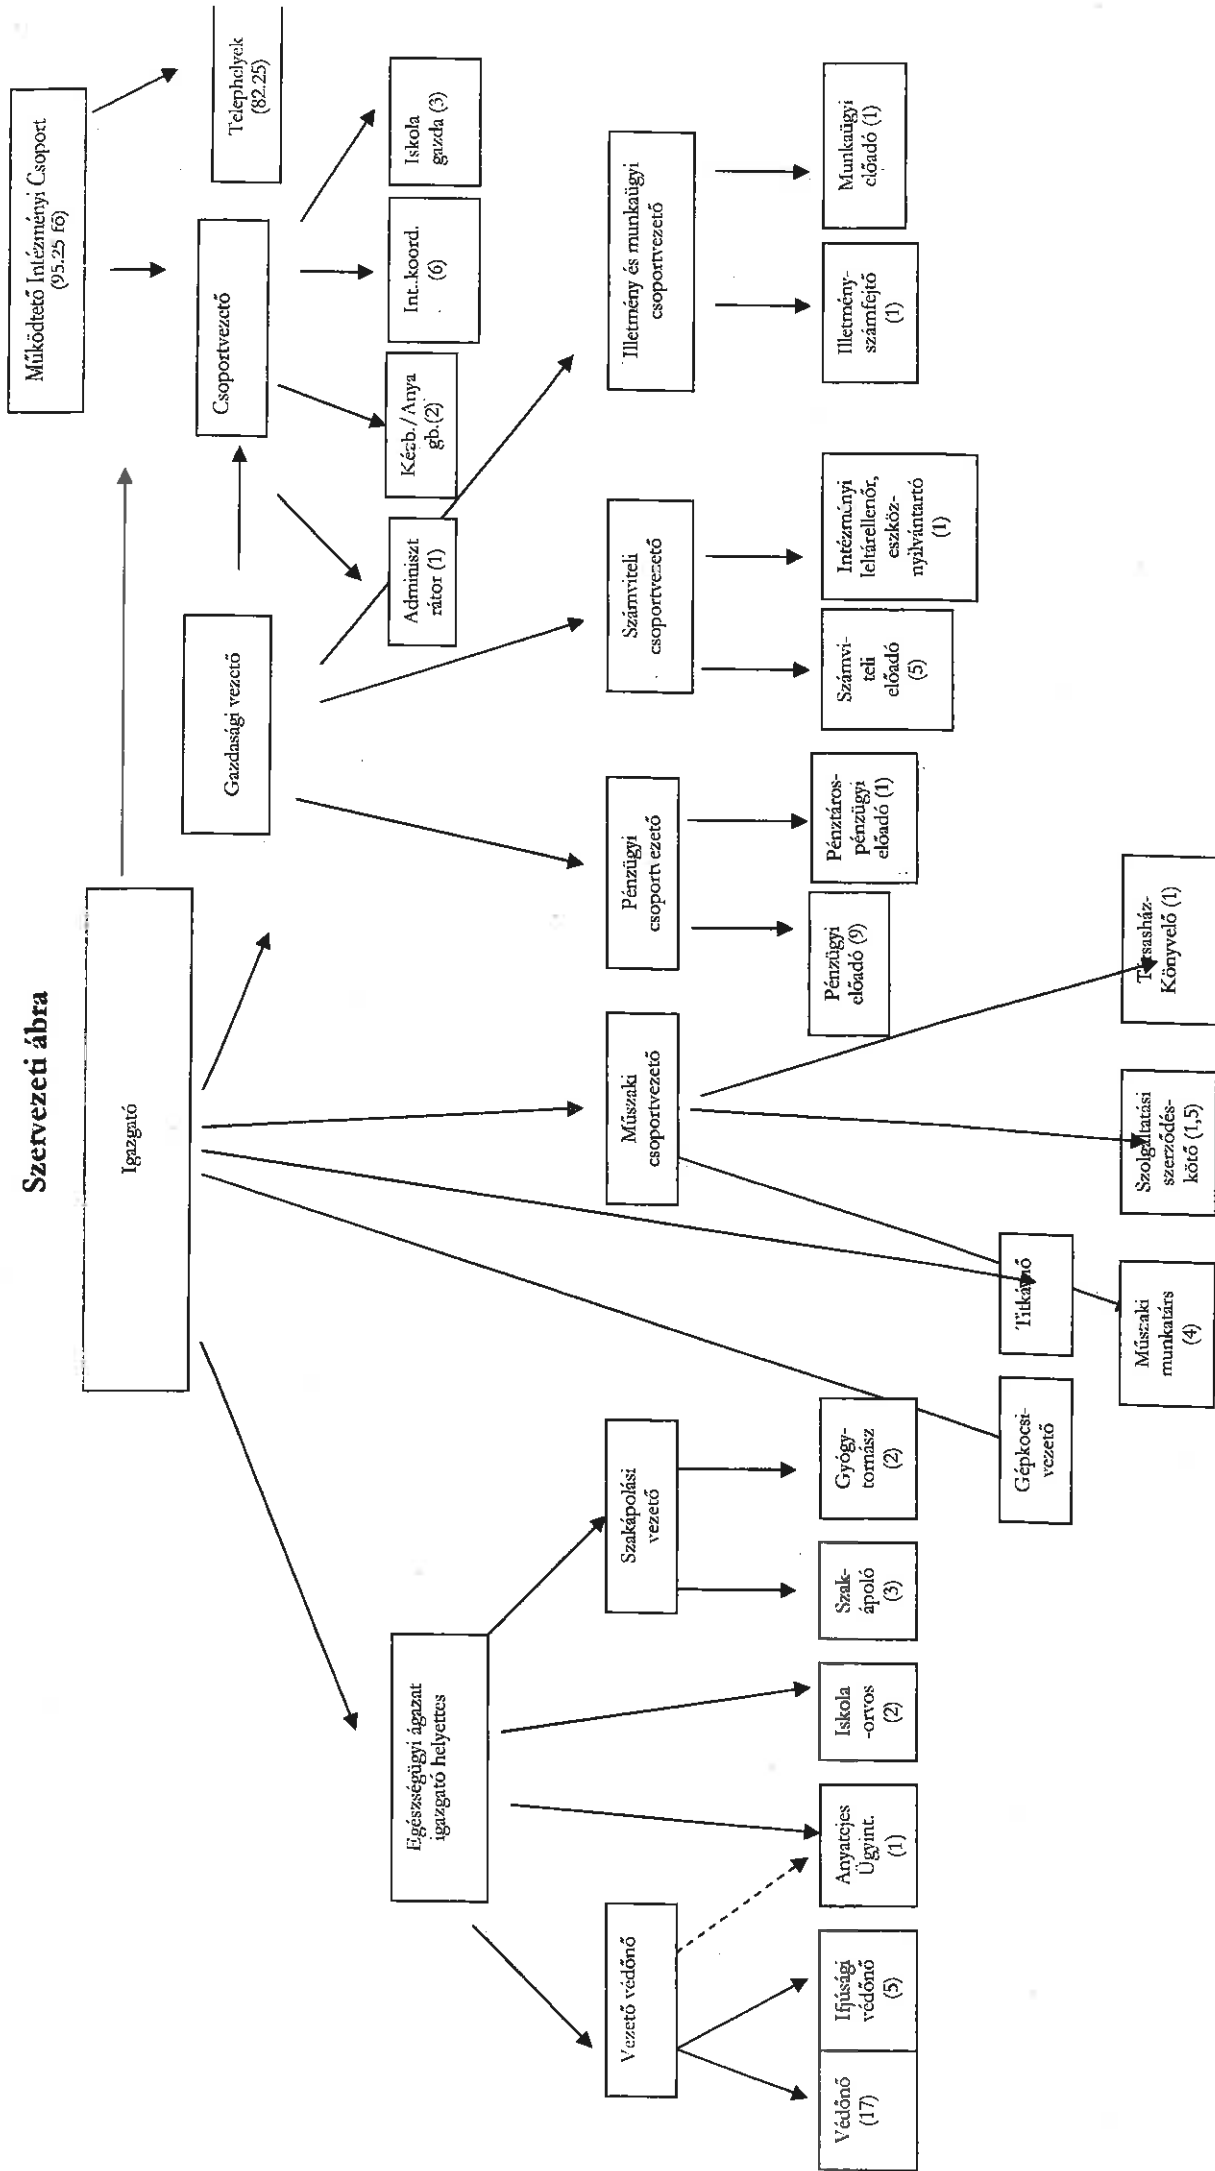 Szervezeti ábra
Igazgató
Működtető Intézményi Csoport
(95.25 fő)
Telephelyek
(82.25)
Csoportvezető
Gazdasági vezető
Adminiszt
rátor (1)
Kézb./Anya
gb.(2)
Int..koord.
(6)
Iskola
gazda (3)
Egészségügyi ágazat
igazgató helyettes
Vezető védőnő
Szakápolási
vezető
Műszaki
csoportvezető
Pénzügyi
csoportvezető
Számviteli
csoportvezető
Illetmény és munkaügyi
csoportvezető
Védőnő
(17)
Ifjúsági
védőnő
(5)
Anyatejes
Ügyint.
(1)
Iskola
-orvos
(2)
Szak-
ápoló
(3)
Gyógy-
tornász
(2)
Pénzügyi
előadó (9)
Pénztáros-
pénzügyi
előadó (1)
Számvi-
teli
előadó
(5)
Intézményi
leltárellenőr,
eszköz-
nyilvántartó
(1)
Illetmény-
számfejtő
(1)
Munkaügyi
előadó (1)
Gépkocsi-
vezető
Titkárnő
Műszaki
munkatárs
(4)
Szolgáltatási
szerződés-
kötő (1,5)
Társasház-
Könyvelő (1)